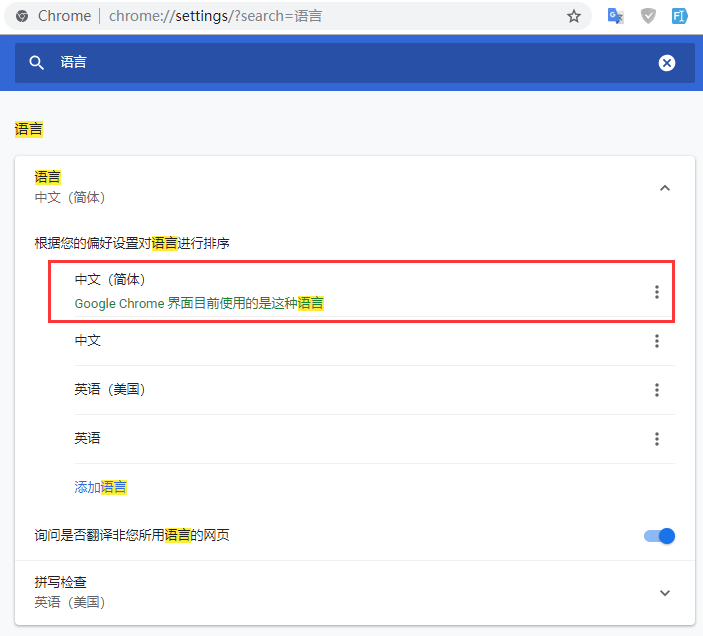 Chrome | chrome://settings/?search=语言
语言
语言
语言
中文（简体）
根据您的偏好设置对语言进行排序
中文（简体）
Google Chrome 界面目前使用的是这种语言
中文
英语（美国）
英语
添加语言
询问是否翻译非您所用语言的网页
拼写检查
英语（美国）